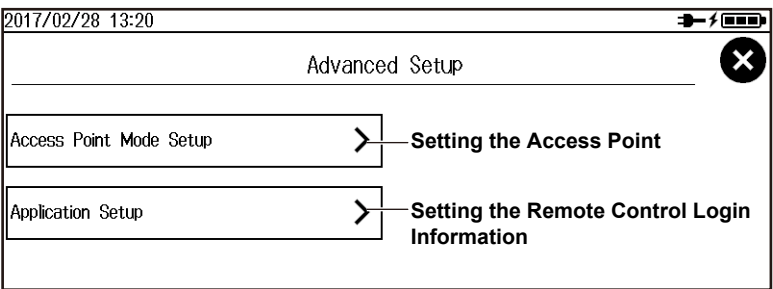 2017/02/28 13:20
Advanced Setup
Access Point Mode Setup
Setting the Access Point
Application Setup
Setting the Remote Control Login
Information